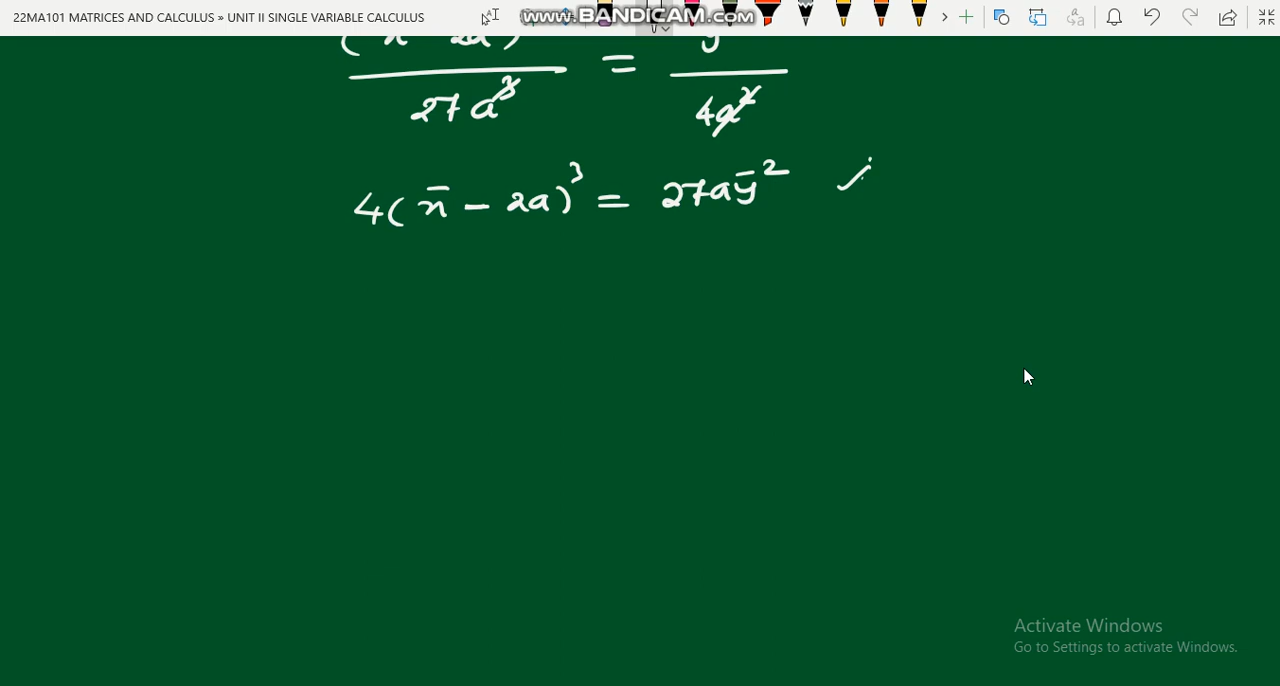 22MA101 MATRICES AND CALCULUS » UNIT II SINGLE VARIABLE CALCULUS
www.BANDICAM.com
27a³ = 4a²
4(x̄ - 2a)³ = 27aȳ²
Activate Windows
Go to Settings to activate Windows.